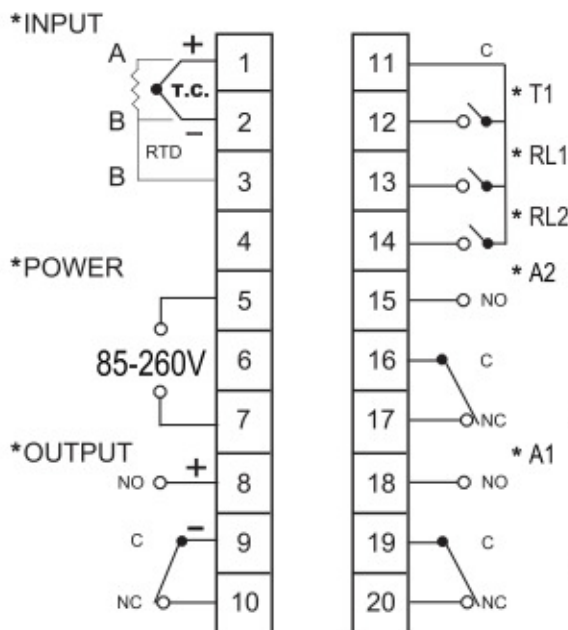 *INPUT
A + 1
T.C.
B − 2
RTD
B 3
4
*POWER
5
85-260V 6
7
*OUTPUT
NO + 8
C − 9
NC 10
11 C
* T1
12
* RL1
13
* RL2
14
* A2
15 NO
16 C
17 NC
* A1
18 NO
19 C
20 NC